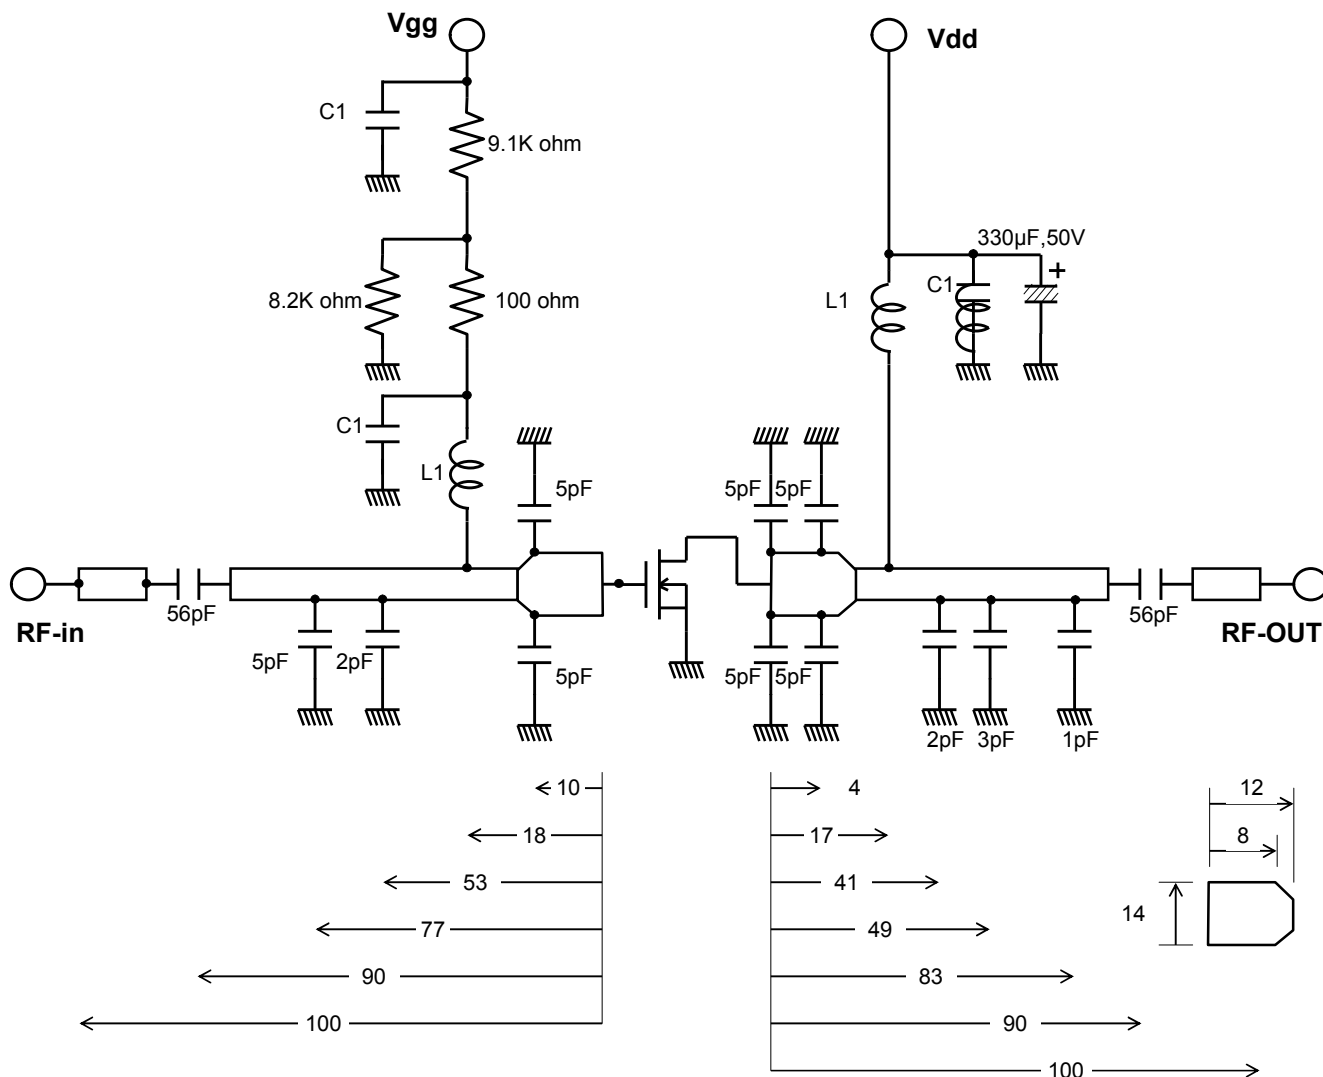 Vgg
Vdd
C1
9.1K ohm
330µF,50V
+
8.2K ohm
100 ohm
L1
C1
C1
L1
5pF
5pF
5pF
56pF
56pF
RF-in
RF-OUT
5pF
2pF
5pF
5pF
5pF
2pF
3pF
1pF
10
4
12
18
17
8
53
41
14
77
49
90
83
100
90
100